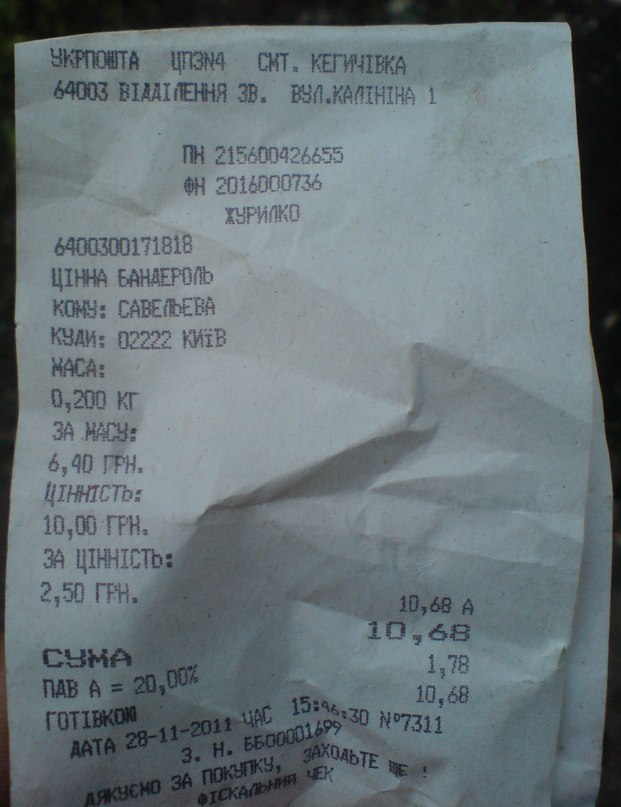 УКРПОШТА ЦПЗN4 СМТ. КЕГИЧІВКА
64003 ВІДДІЛЕННЯ ЗВ. ВУЛ.КАЛІНІНА 1
ПН 215600426655
ФН 2016000736
ЖУРИЛКО
6400300171818
ЦІННА БАНДЕРОЛЬ
КОМУ: САВЕЛЬЕВА
КУДИ: 02222 КИЇВ
МАСА:
0,200 КГ
ЗА МАСУ:
6,40 ГРН.
ЦІННІСТЬ:
10,00 ГРН.
ЗА ЦІННІСТЬ:
2,50 ГРН.
10,68 А
СУМА 10,68
ПДВ А = 20,00% 1,78
ГОТІВКОЮ 10,68
ДАТА 28-11-2011 ЧАС 15:46:30 №7311
З. Н. ББ00001699
ДЯКУЄМО ЗА ПОКУПКУ, ЗАХОДЬТЕ ЩЕ !
ФІСКАЛЬНИЙ ЧЕК